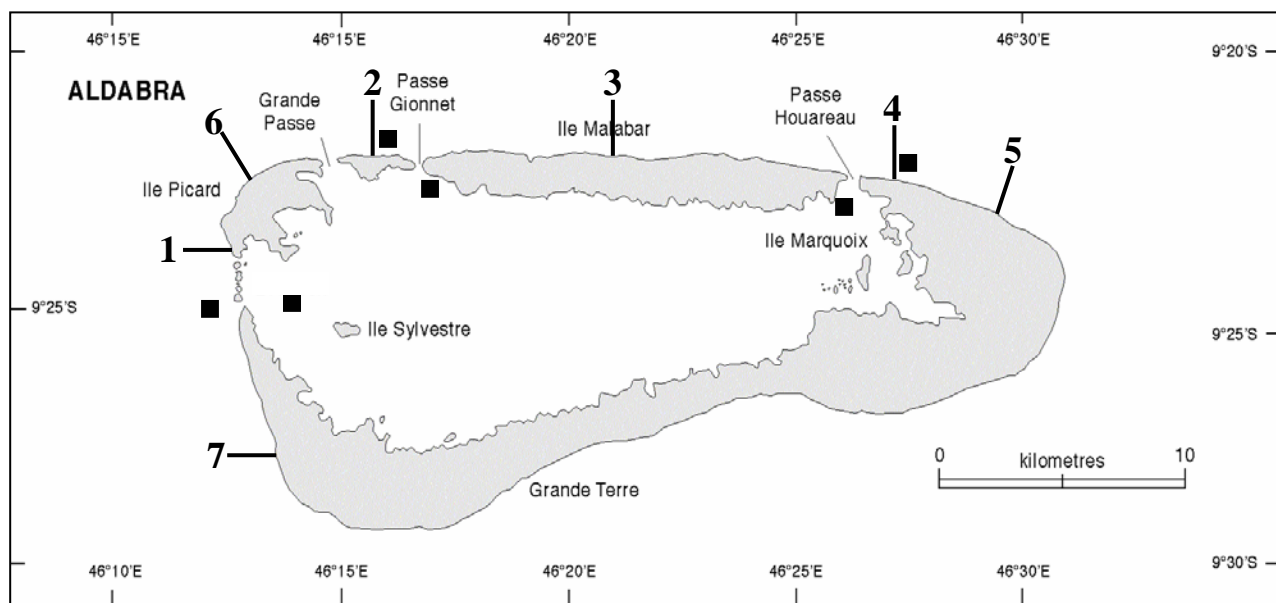 46°15'E 46°15'E 46°20'E 46°25'E 46°30'E
9°20'S
ALDABRA
Grande
Passe
2
Passe
Gionnet
3
Ile Malabar
Passe
Houareau
4
5
6
Ile Picard
1
Ile Marquoix
9°25'S
Ile Sylvestre
9°25'S
7
Grande Terre
0 kilometres 10
46°10'E 46°15'E 46°20'E 46°25'E 46°30'E
9°30'S